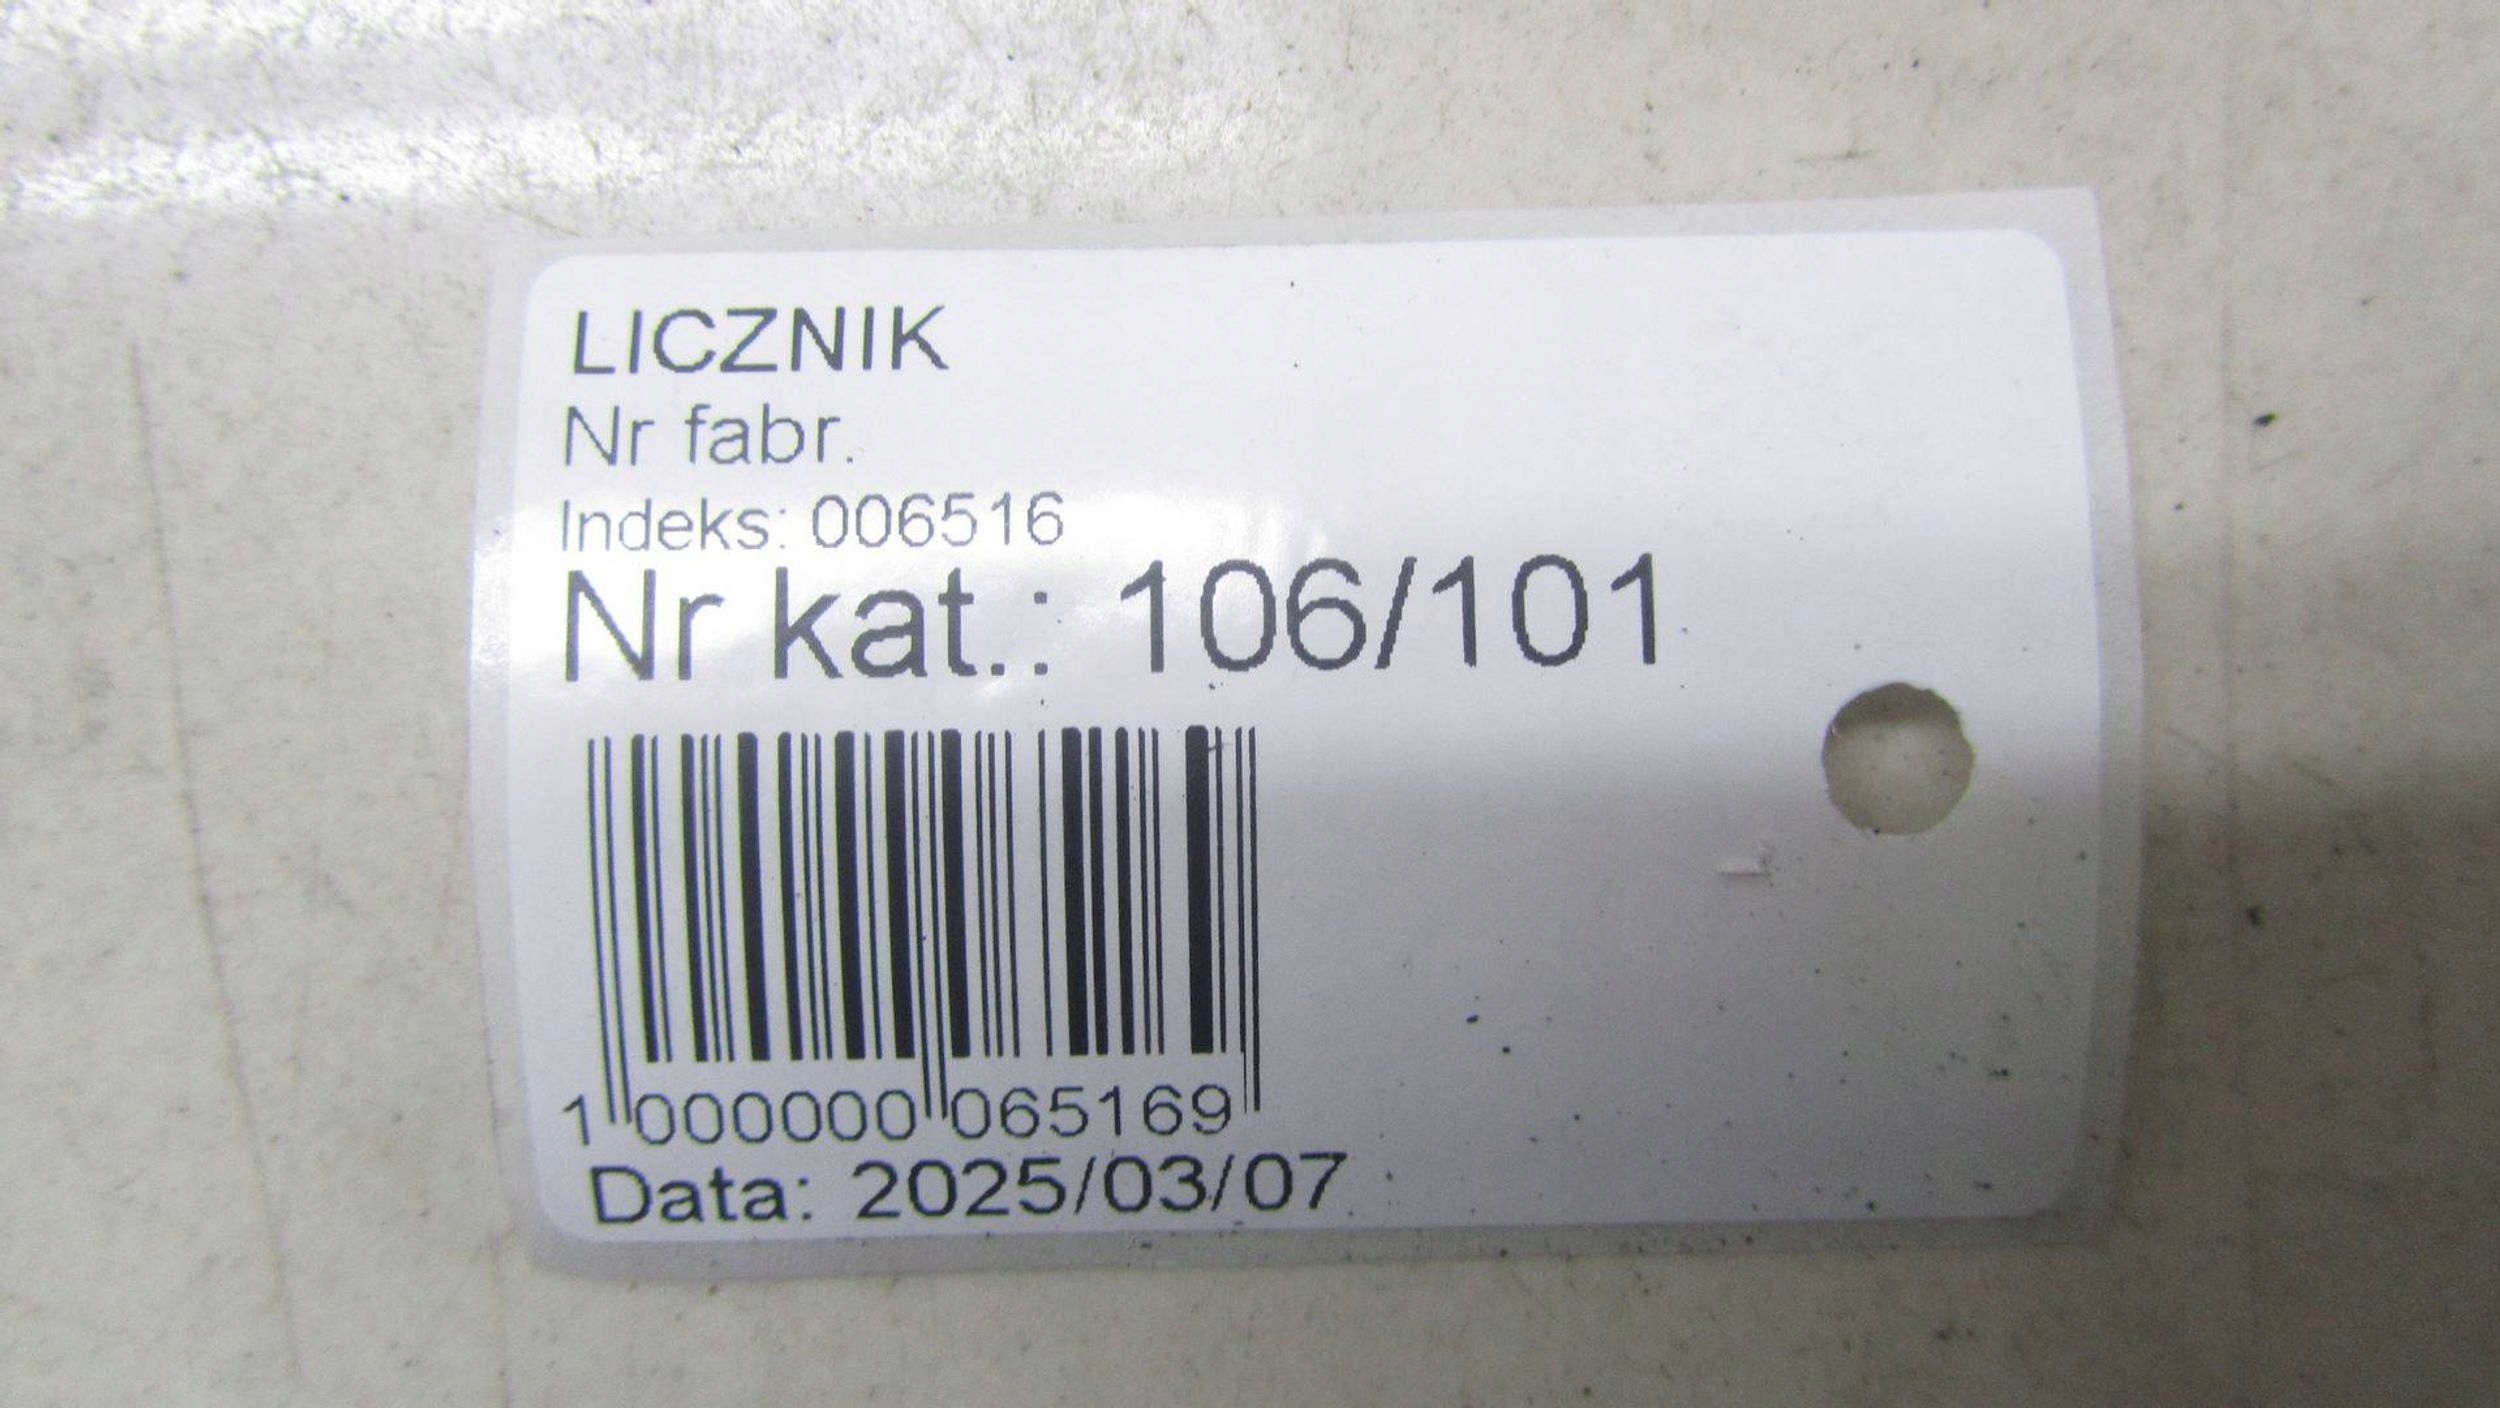 LICZNIK
Nr fabr.
Indeks: 006516
Nr kat.: 106/101
1 000000 065169
Data: 2025/03/07